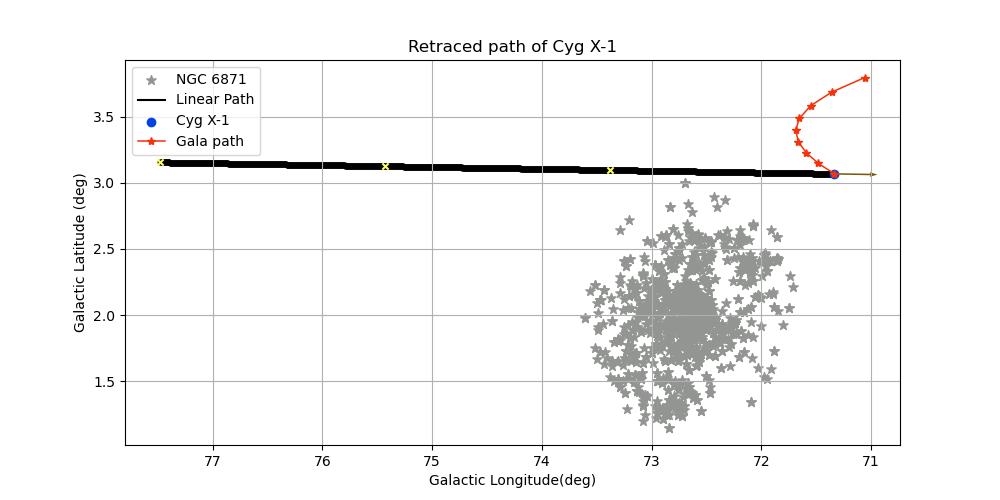 Retraced path of Cyg X-1
NGC 6871
Linear Path
Cyg X-1
Gala path
3.5
3.0
2.5
2.0
1.5
Galactic Latitude (deg)
77
76
75
74
73
72
71
Galactic Longitude(deg)